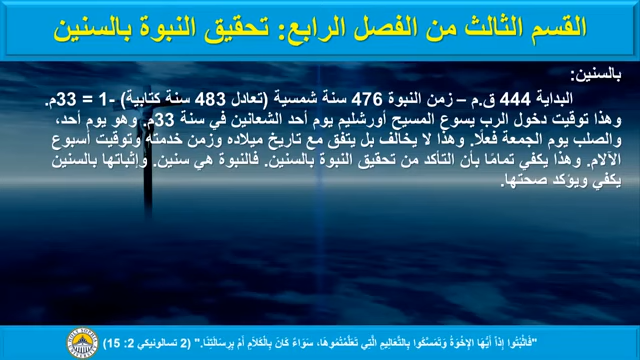 القسم الثالث من الفصل الرابع: تحقيق النبوة بالسنين
بالسنين:
البداية 444 ق.م – زمن النبوة 476 سنة شمسية (تعادل 483 سنة كتابية) -1 = 33م.
وهذا توقيت دخول الرب يسوع المسيح أورشليم يوم أحد الشعانين في سنة 33م. وهو يوم أحد،
والصلب يوم الجمعة فعلًا. وهذا لا يخالف بل يتفق مع تاريخ ميلاده وزمن خدمته وتوقيت أسبوع
الآلام. وهذا يكفي تمامًا بأن التأكد من تحقيق النبوة بالسنين. فالنبوة هي سنين. وإثباتها بالسنين
يكفي ويؤكد صحتها.
"فَاثْبُتُوا إِذًا أَيُّهَا الإِخْوَةُ وَتَمَسَّكُوا بِالتَّعَالِيمِ الَّتِي تَعَلَّمْتُمُوهَا، سَوَاءٌ كَانَ بِالْكَلاَمِ أَمْ بِرِسَالَتِنَا." (2 تسالونيكي 2: 15)